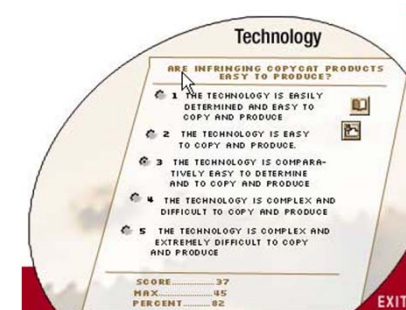 Technology
ARE INFRINGING COPYCAT PRODUCTS
EASY TO PRODUCE?
1 THE TECHNOLOGY IS EASILY
DETERMINED AND EASY TO
COPY AND PRODUCE
2 THE TECHNOLOGY IS EASY
TO COPY AND PRODUCE.
3 THE TECHNOLOGY IS COMPARA-
TIVELY EASY TO DETERMINE
AND TO COPY AND PRODUCE
4 THE TECHNOLOGY IS COMPLEX AND
DIFFICULT TO COPY AND PRODUCE
5 THE TECHNOLOGY IS COMPLEX AND
EXTREMELY DIFFICULT TO COPY
AND PRODUCE
SCORE..................37
MAX.....................45
PERCENT...........82
EXIT